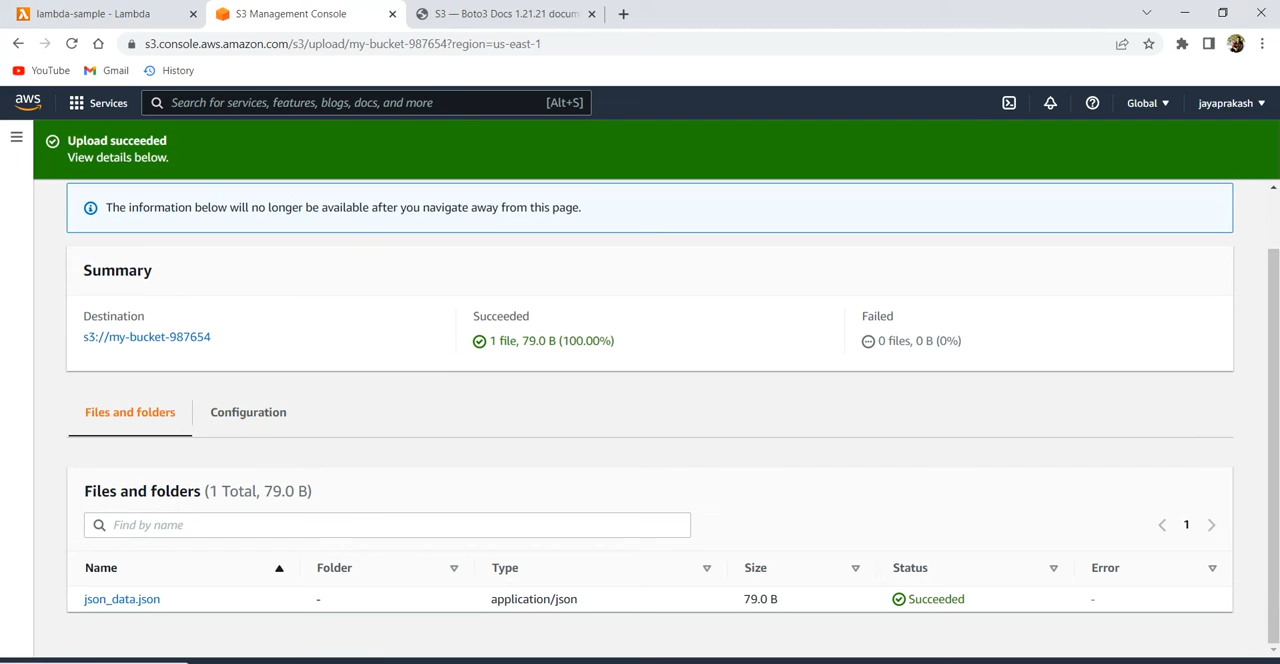 lambda-sample - Lambda
S3 Management Console
S3 — Boto3 Docs 1.21.21 docum
s3.console.aws.amazon.com/s3/upload/my-bucket-987654?region=us-east-1
YouTube Gmail History
aws Services Search for services, features, blogs, docs, and more [Alt+S] Global jayaprakash
Upload succeeded
View details below.
The information below will no longer be available after you navigate away from this page.
Summary
Destination Succeeded Failed
s3://my-bucket-987654 1 file, 79.0 B (100.00%) 0 files, 0 B (0%)
Files and folders Configuration
Files and folders (1 Total, 79.0 B)
Find by name 1
Name Folder Type Size Status Error
json_data.json - application/json 79.0 B Succeeded -